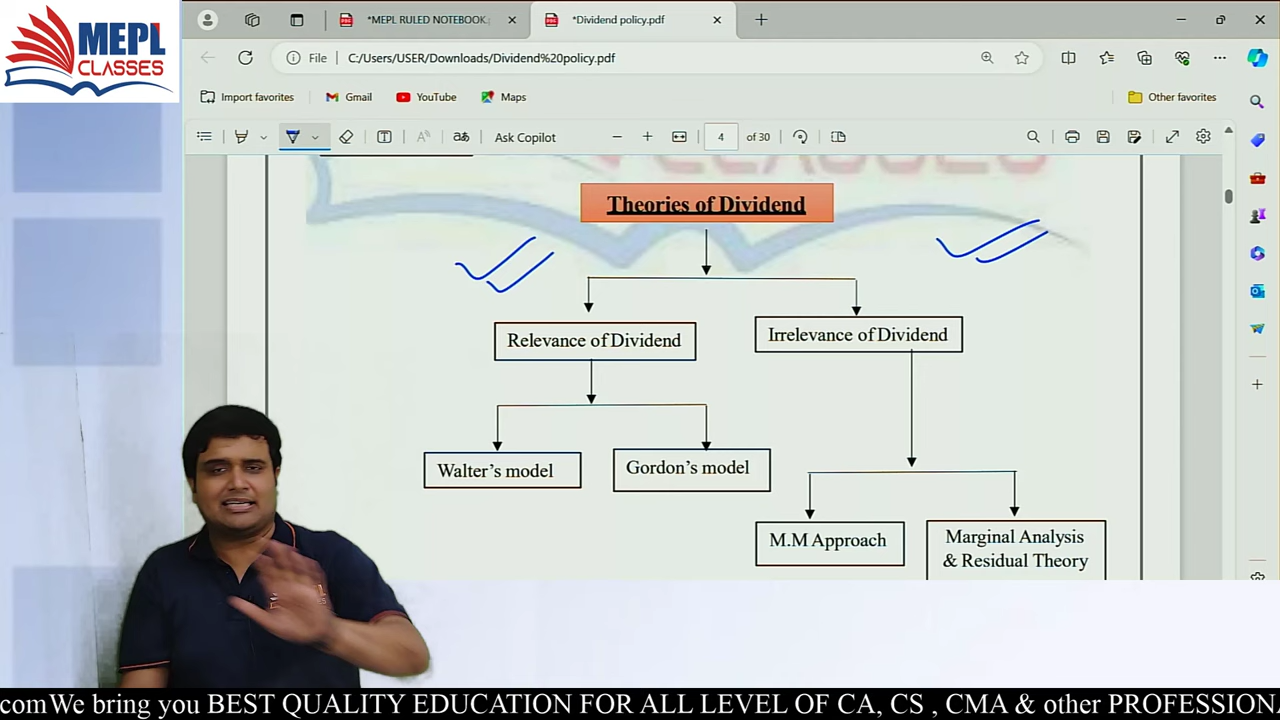 MEPL
CLASSES
*MEPL RULED NOTEBOOK.
*Dividend policy.pdf
File
C:/Users/USER/Downloads/Dividend%20policy.pdf
Import favorites
Gmail
YouTube
Maps
Other favorites
Ask Copilot
4
of 30
CLASSES
Theories of Dividend
Relevance of Dividend
Irrelevance of Dividend
Walter's model
Gordon's model
M.M Approach
Marginal Analysis
& Residual Theory
comWe bring you BEST QUALITY EDUCATION FOR ALL LEVEL OF CA, CS , CMA & other PROFESSIONA